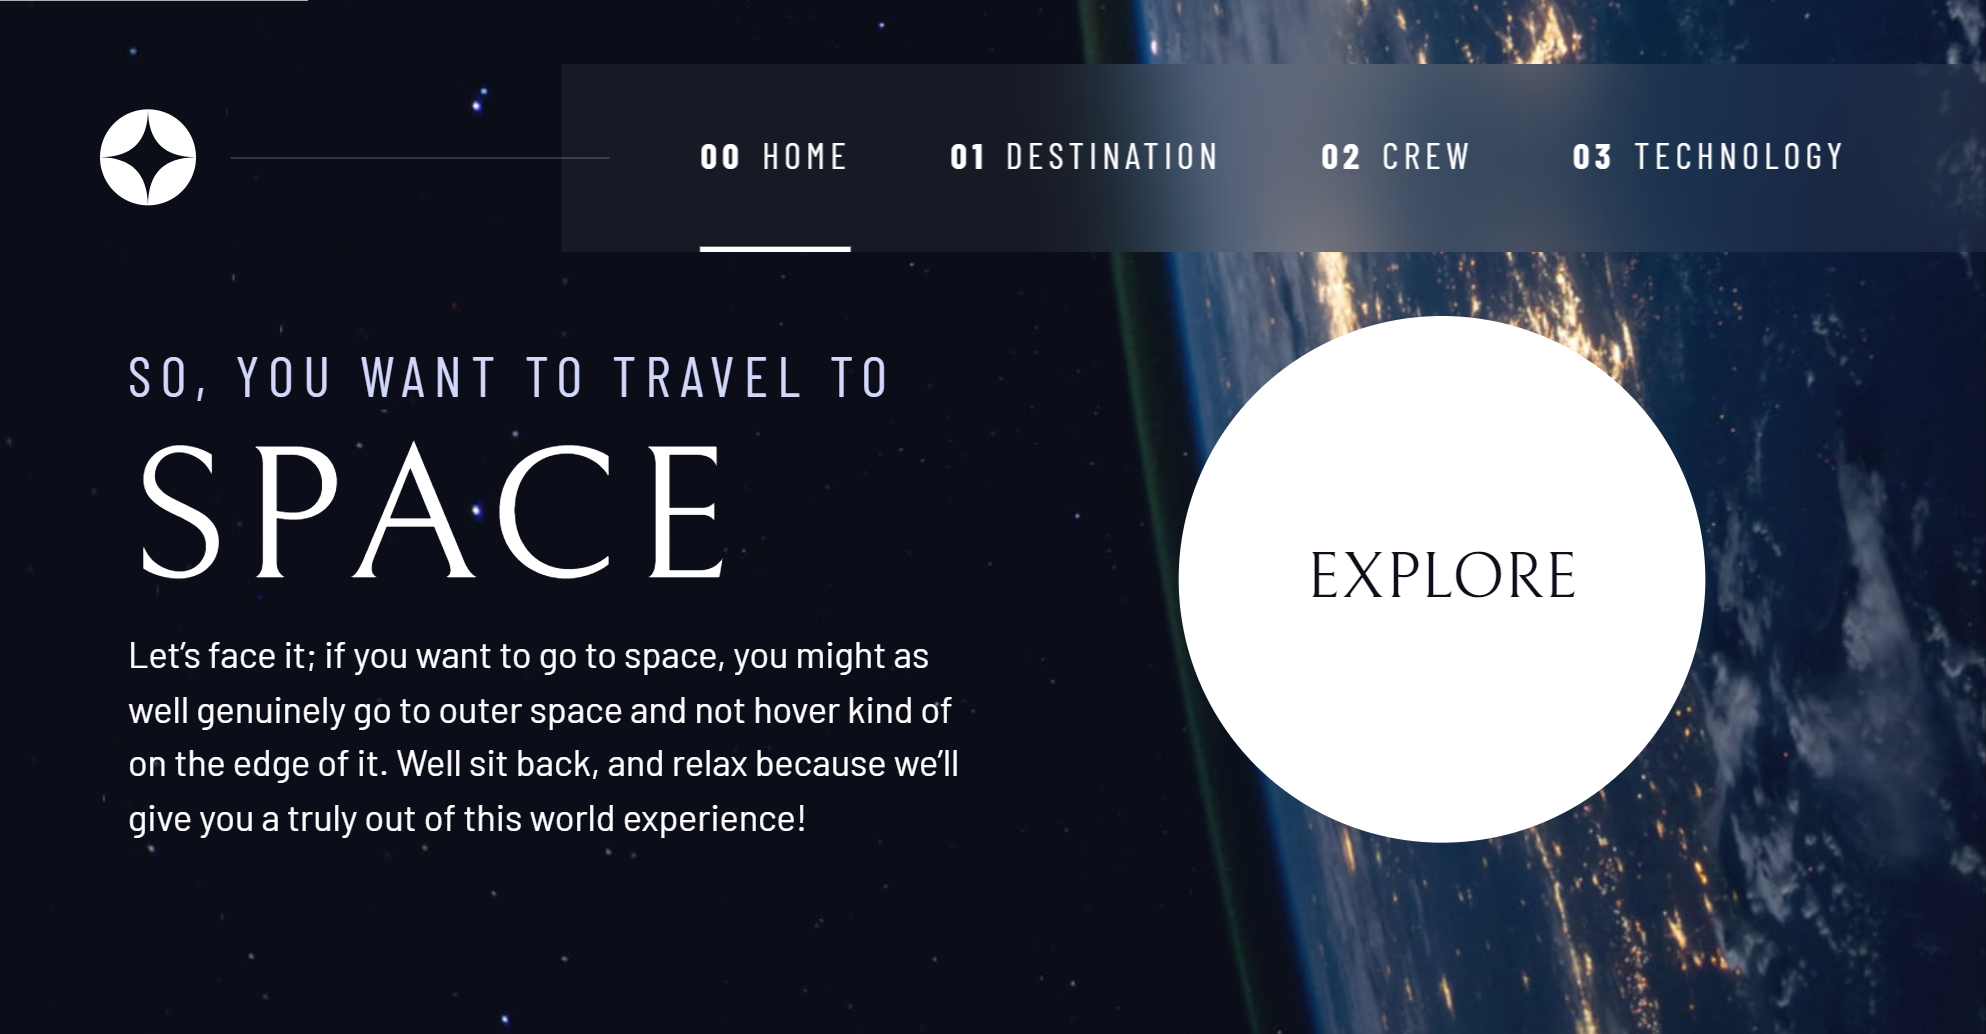 00 HOME 01 DESTINATION 02 CREW 03 TECHNOLOGY
SO, YOU WANT TO TRAVEL TO
SPACE
Let’s face it; if you want to go to space, you might as
well genuinely go to outer space and not hover kind of
on the edge of it. Well sit back, and relax because we’ll
give you a truly out of this world experience!
EXPLORE